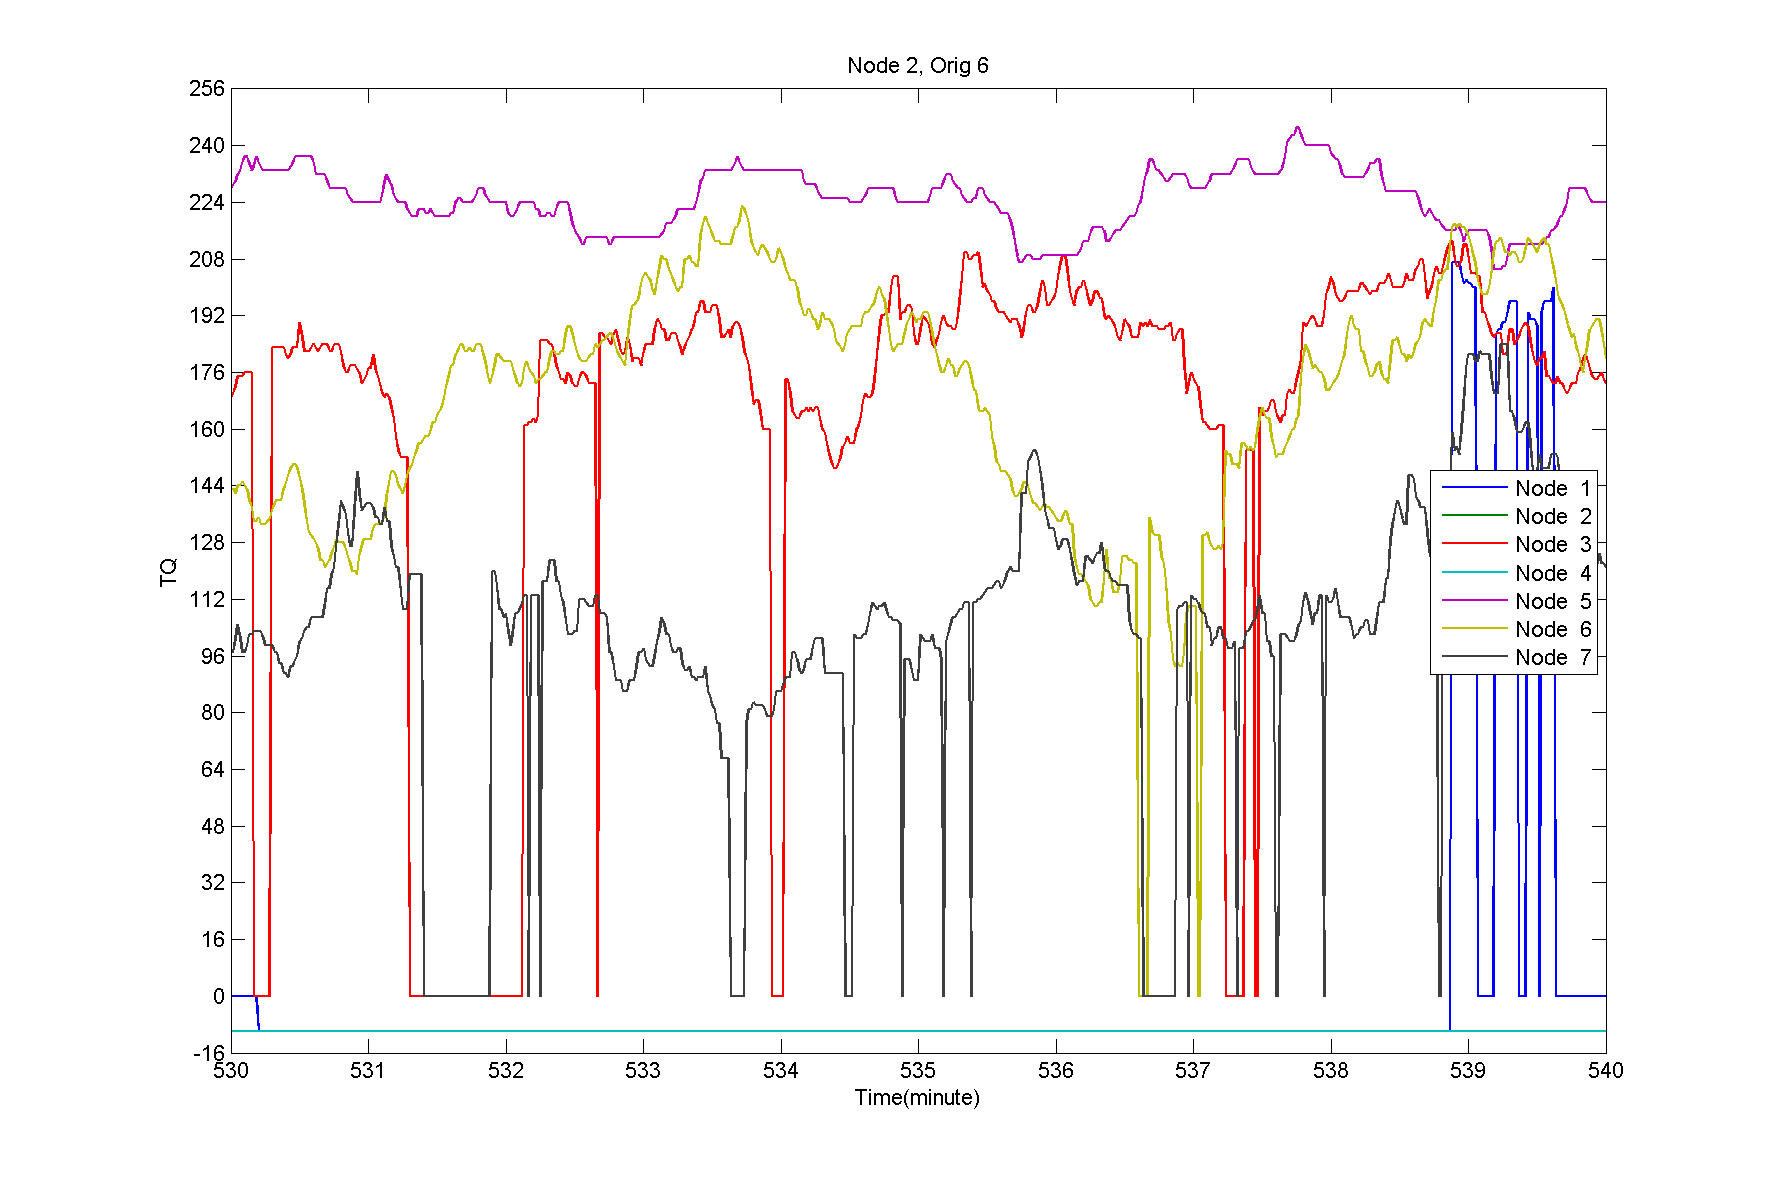 Node 2, Orig 6
256
240
224
208
192
176
160
144
128
112
96
80
64
48
32
16
0
-16
TQ
Node 1
Node 2
Node 3
Node 4
Node 5
Node 6
Node 7
530 531 532 533 534 535 536 537 538 539 540
Time(minute)